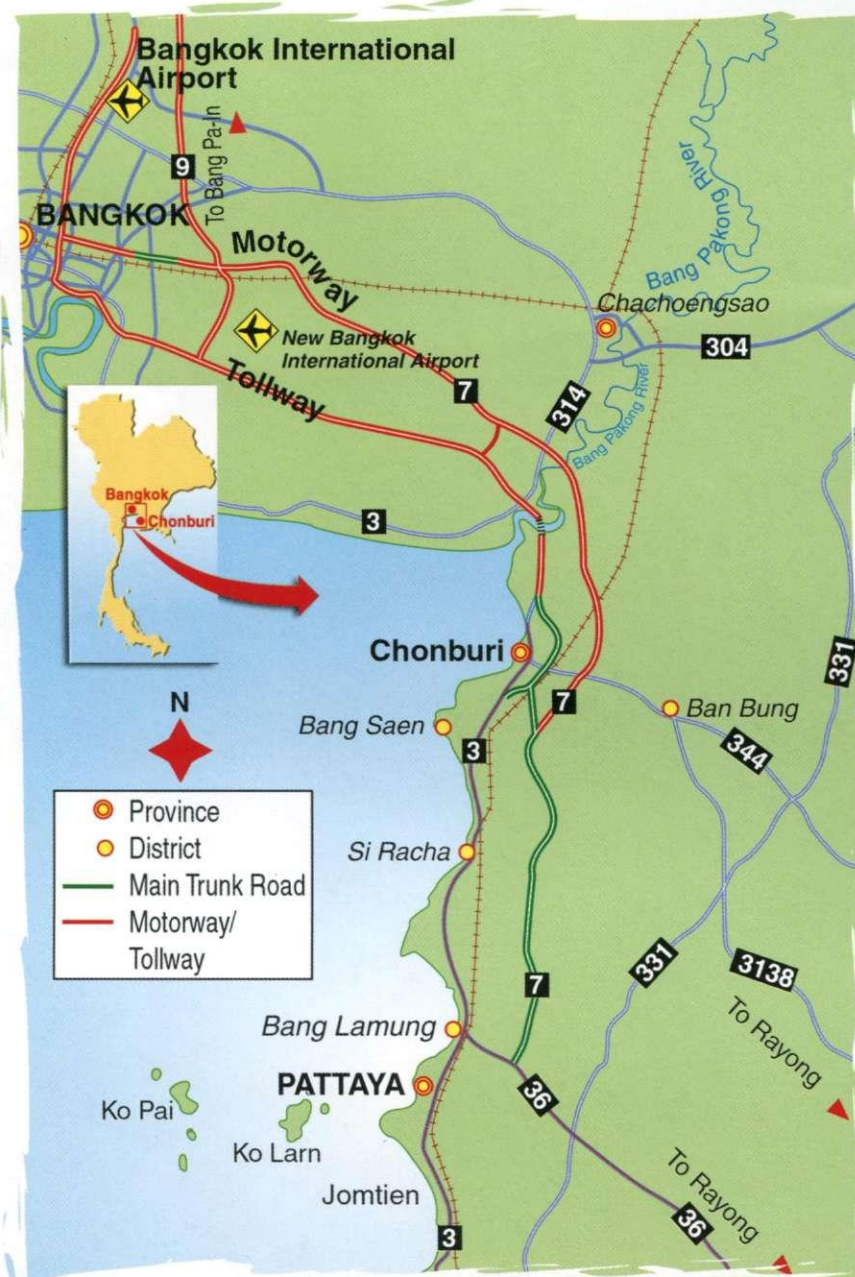 Bangkok International
Airport
9
To Bang Pa-In
BANGKOK
Motorway
Bang Pakong River
Chachoengsao
New Bangkok
International Airport
304
Tollway
7
314
Bang Pakong River
Bangkok
Chonburi
3
Chonburi
331
7
N
Bang Saen
Ban Bung
3
344
Province
District
Main Trunk Road
Motorway/
Tollway
Si Racha
331
3138
7
To Rayong
Bang Lamung
PATTAYA
36
Ko Pai
Ko Larn
To Rayong
Jomtien
36
3